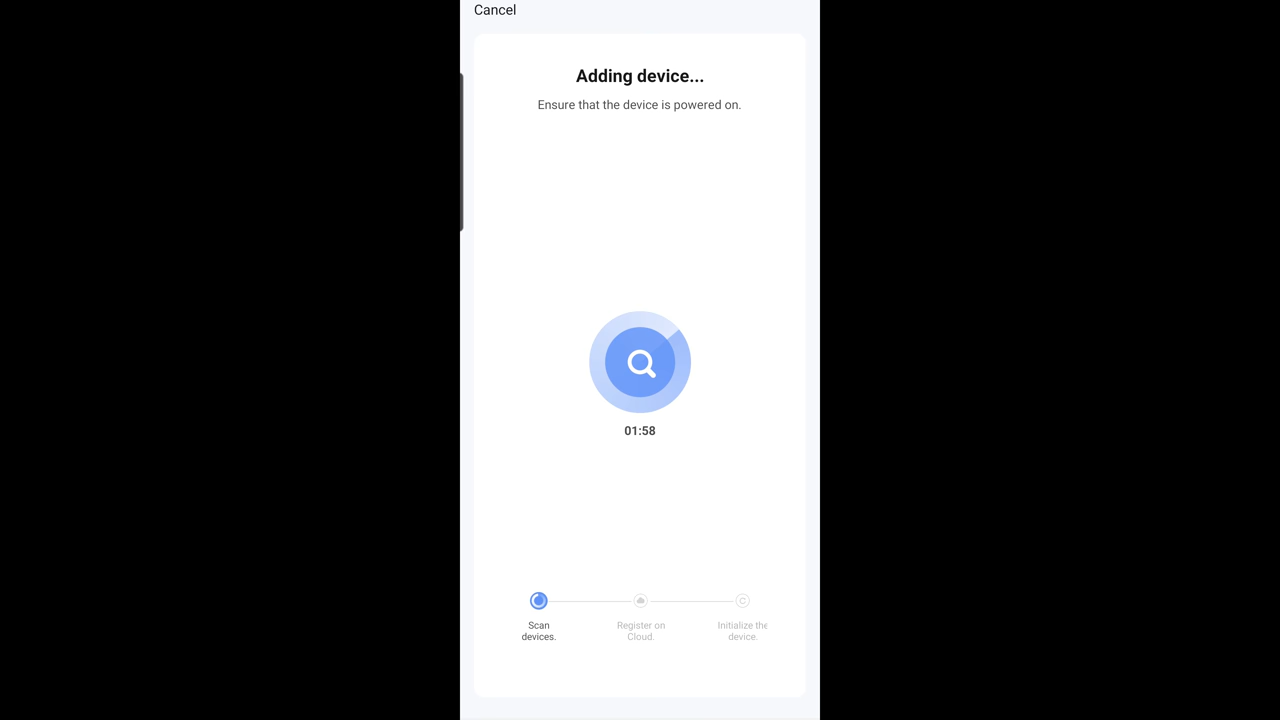 Cancel
Adding device...
Ensure that the device is powered on.
01:58
Scan
devices.
Register on
Cloud.
Initialize the
device.